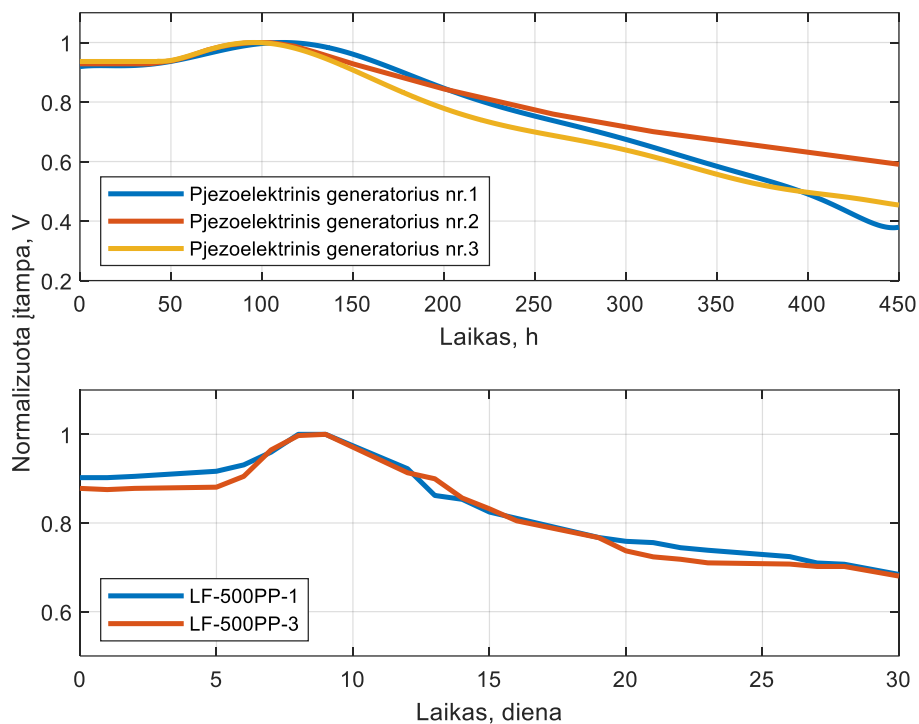 1
0.8
0.6
0.4
0.2
Pjezoelektrinis generatorius nr.1
Pjezoelektrinis generatorius nr.2
Pjezoelektrinis generatorius nr.3
0 50 100 150 200 250 300 350 400 450
Laikas, h
Normalizuota įtampa, V
1
0.8
0.6
LF-500PP-1
LF-500PP-3
0 5 10 15 20 25 30
Laikas, diena